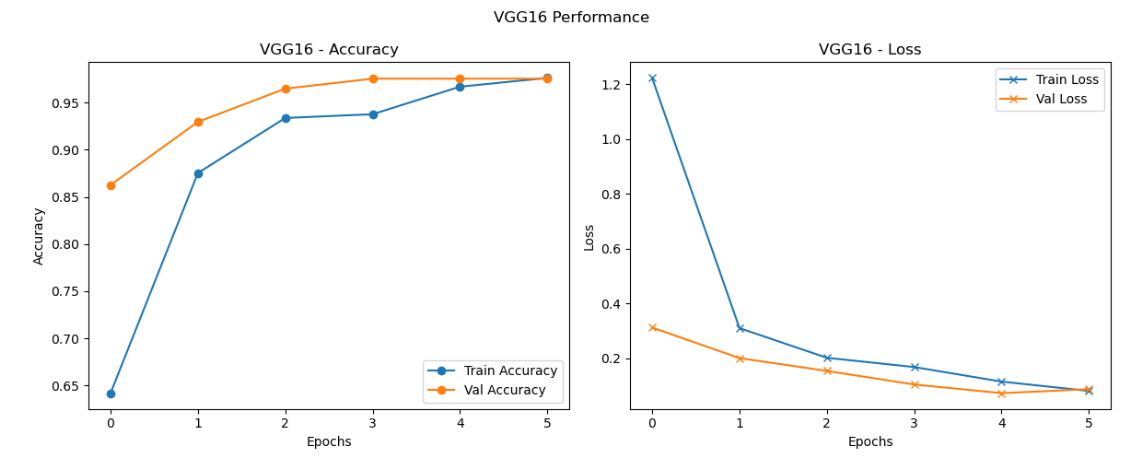 VGG16 Performance
VGG16 - Accuracy
Accuracy
0.95
0.90
0.85
0.80
0.75
0.70
0.65
0 1 2 3 4 5
Epochs
Train Accuracy
Val Accuracy
VGG16 - Loss
Loss
1.2
1.0
0.8
0.6
0.4
0.2
0 1 2 3 4 5
Epochs
Train Loss
Val Loss